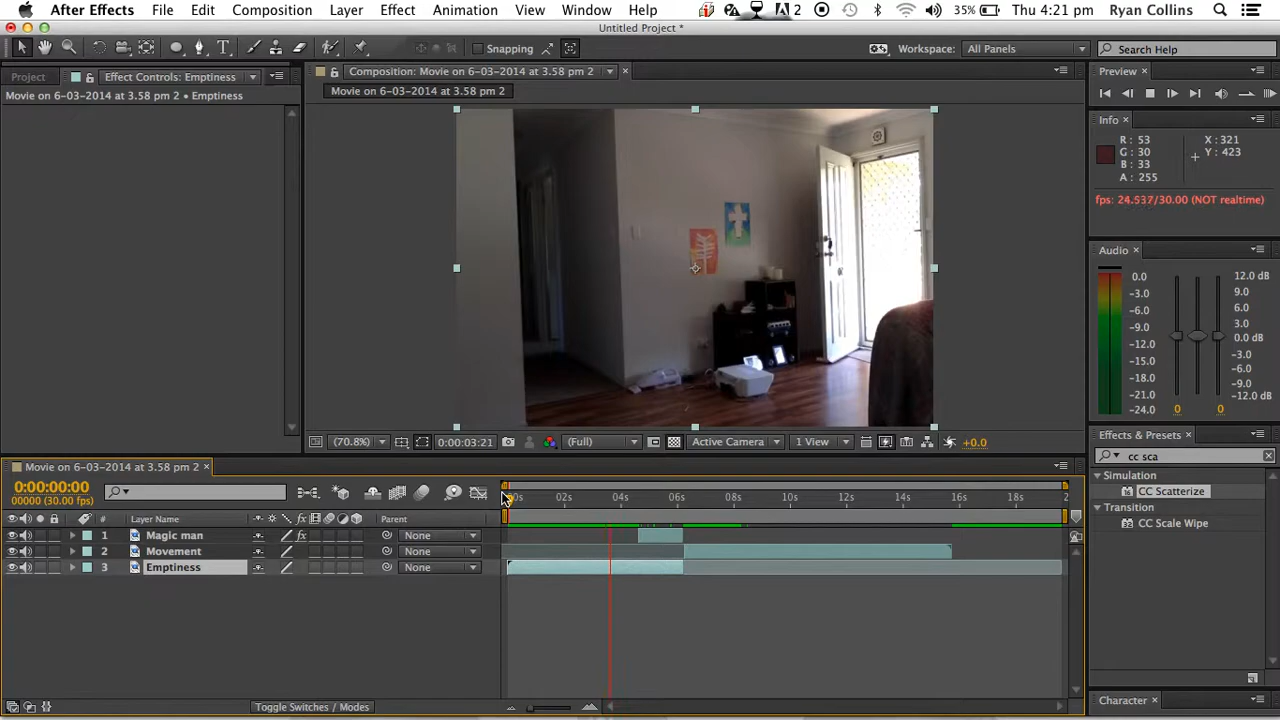 After Effects File Edit Composition Layer Effect Animation View Window Help 2 35% Thu 4:21 pm Ryan Collins
Untitled Project *
Snapping Workspace: All Panels Search Help
Project Effect Controls: Emptiness Composition: Movie on 6-03-2014 at 3.58 pm 2 Preview
Movie on 6-03-2014 at 3.58 pm 2 • Emptiness Movie on 6-03-2014 at 3.58 pm 2
Info
R: 53 X: 321
G: 30 Y: 423
B: 33
A: 255
fps: 24.537/30.00 (NOT realtime)
Audio
0.0 12.0 dB
-3.0 9.0
-6.0 6.0
-9.0 3.0
-12.0 0.0 dB
-15.0 -3.0
-18.0 -6.0
-21.0 -9.0
-24.0 -12.0 dB
0 0
(70.8%) 0:00:03:21 (Full) Active Camera 1 View +0.0
Effects & Presets
cc sca
Simulation
CC Scatterize
Transition
CC Scale Wipe
Character
Movie on 6-03-2014 at 3.58 pm 2
0:00:00:00
00000 (30.00 fps)
00s 02s 04s 06s 08s 10s 12s 14s 16s 18s 2
# Layer Name Parent
1 Magic man None
2 Movement None
3 Emptiness None
Toggle Switches / Modes